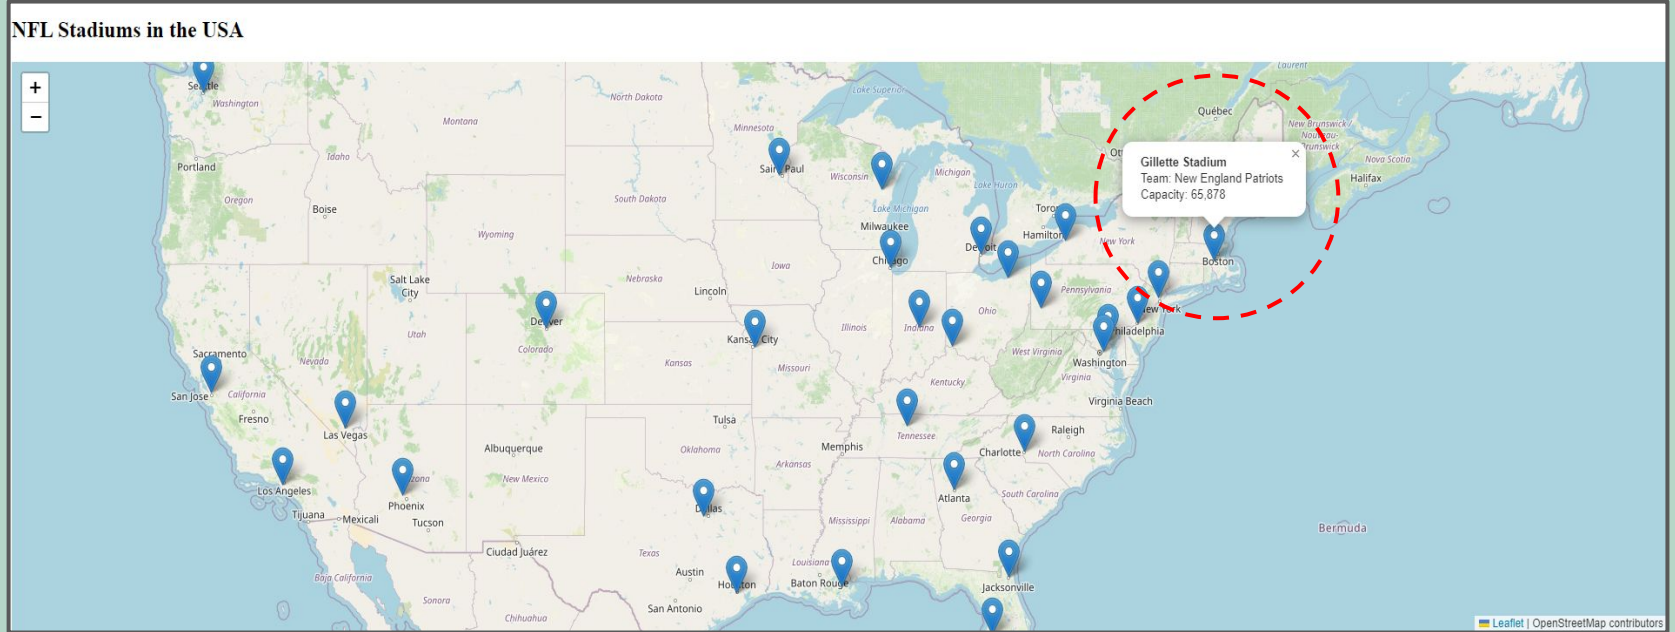 NFL Stadiums in the USA
+
−
Seattle
Washington
Portland
Oregon
Idaho
Boise
Montana
North Dakota
South Dakota
Wyoming
Nebraska
Lincoln
Salt Lake
City
Utah
Nevada
Sacramento
San Jose
California
Fresno
Las Vegas
Los Angeles
Tijuana
Mexicali
Phoenix
Tucson
Baja California
Sonora
Chihuahua
Ciudad Juárez
Albuquerque
New Mexico
Denver
Colorado
Kansas
Kansas City
Missouri
Tulsa
Oklahoma
Arkansas
Dallas
Texas
Austin
San Antonio
Houston
Louisiana
Baton Rouge
Mississippi
Alabama
Georgia
Atlanta
Memphis
Tennessee
Kentucky
Illinois
Indiana
Ohio
Iowa
Minnesota
Saint Paul
Wisconsin
Milwaukee
Chicago
Lake Superior
Lake Michigan
Michigan
Lake Huron
Detroit
Toro
Hamilton
Ott
Québec
Laurent
New Brunswick /
Nouveau-
Brunswick
Nova Scotia
Halifax
Gillette Stadium
Team: New England Patriots
Capacity: 65,878
×
New York
Boston
Pennsylvania
New York
Philadelphia
West Virginia
Washington
Virginia
Virginia Beach
Raleigh
Charlotte
North Carolina
South Carolina
Jacksonville
Bermuda
Leaflet | OpenStreetMap contributors